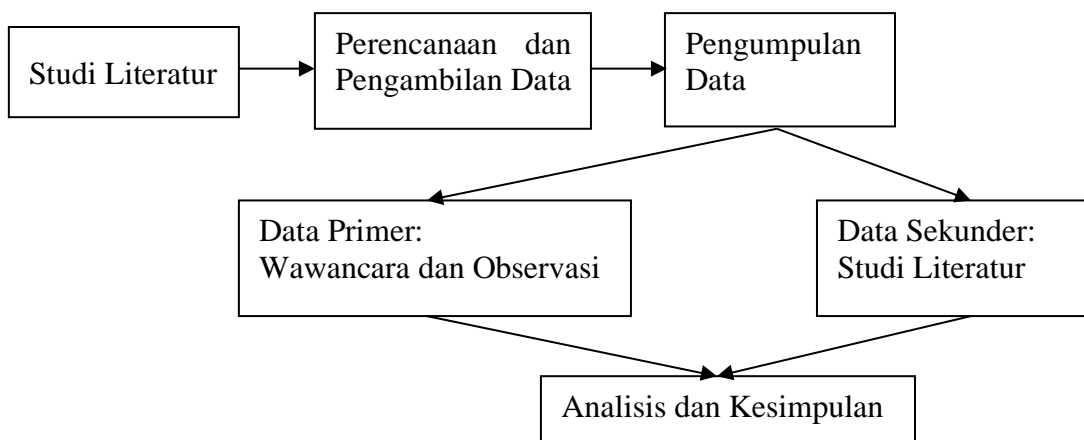 Studi Literatur
Perencanaan dan
Pengambilan Data
Pengumpulan
Data
Data Primer:
Wawancara dan Observasi
Data Sekunder:
Studi Literatur
Analisis dan Kesimpulan